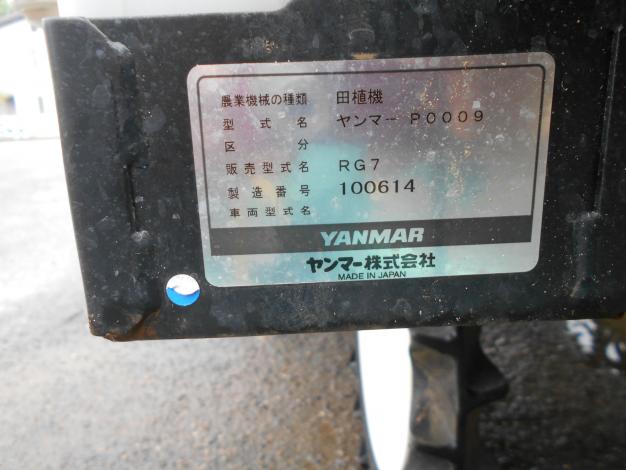 農業機械の種類 田植機
型式名 ヤンマー P0009
区分
販売型式名 RG7
製造番号 100614
車両型式名
YANMAR
ヤンマー株式会社
MADE IN JAPAN